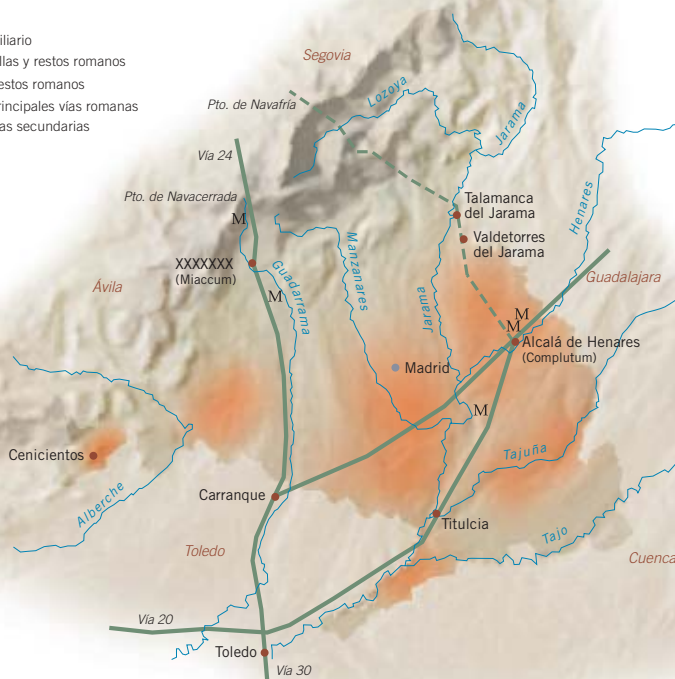 iliario
llas y restos romanos
estos romanos
rincipales vías romanas
as secundarias
Segovia
Pto. de Navafría
Lozoya
Jarama
Vía 24
Pto. de Navacerrada
M
Talamanca
del Jarama
Henares
Valdetorres
del Jarama
XXXXXXX
(Miaccum)
Guadarrama
Manzanares
Jarama
Guadalajara
Ávila
M
M
M
Alcalá de Henares
(Complutum)
Madrid
M
Cenicientos
Tajuña
Alberche
Carranque
Titulcia
Tajo
Toledo
Cuenca
Vía 20
Toledo
Vía 30